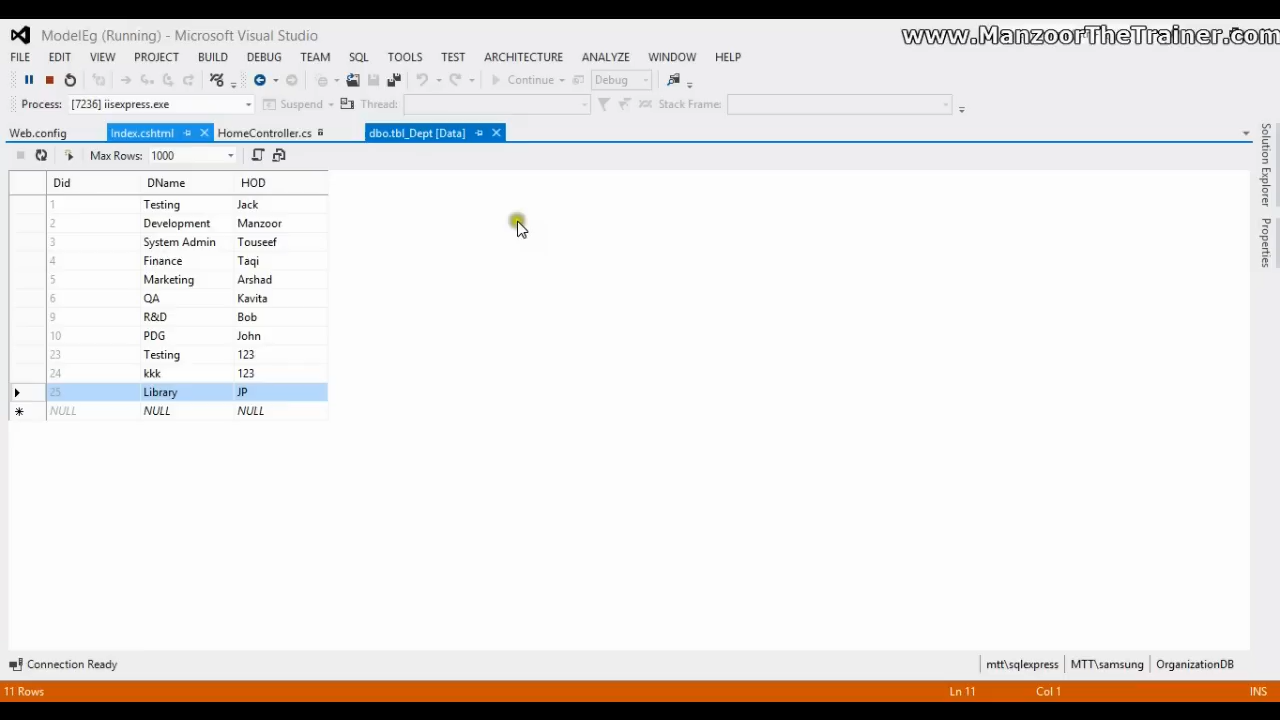 ModelEg (Running) - Microsoft Visual Studio
www.ManzoorTheTrainer.com
FILE EDIT VIEW PROJECT BUILD DEBUG TEAM SQL TOOLS TEST ARCHITECTURE ANALYZE WINDOW HELP
Continue Debug
Process: [7236] iisexpress.exe Suspend Thread: Stack Frame:
Web.config Index.cshtml HomeController.cs dbo.tbl_Dept [Data]
Max Rows: 1000
Did DName HOD
1 Testing Jack
2 Development Manzoor
3 System Admin Touseef
4 Finance Taqi
5 Marketing Arshad
6 QA Kavita
9 R&D Bob
10 PDG John
23 Testing 123
24 kkk 123
25 Library JP
NULL NULL NULL
Solution Explorer
Properties
Connection Ready mtt\sqlexpress MTT\samsung OrganizationDB
11 Rows Ln 11 Col 1 INS